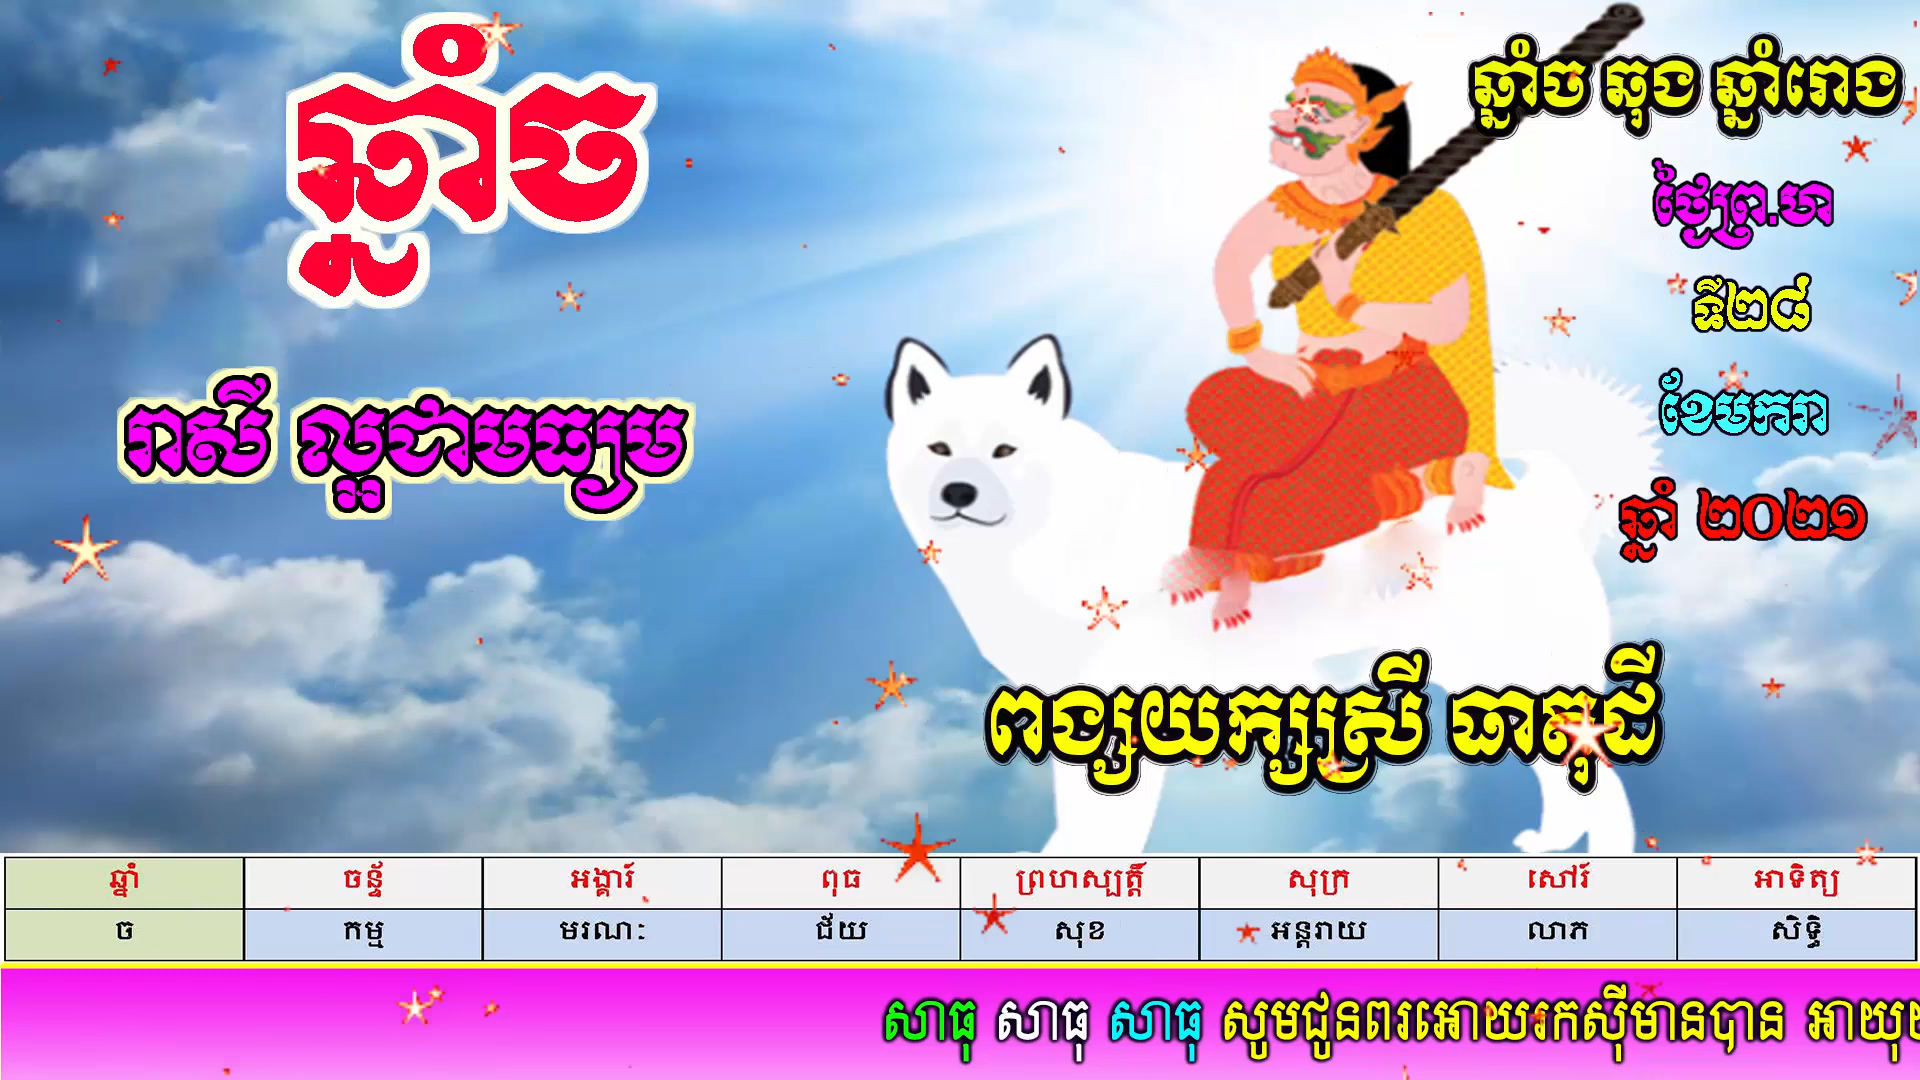 ឆ្នាំច
ឆ្នាំច ឆុង ឆ្នាំរោង
ថ្ងៃព្រ.ហ
ទី២៨
ខែមករា
ឆ្នាំ ២០២១
រាសី ល្អជាមធ្យម
ពង្សយក្សស្រី ធាតុដី
ឆ្នាំ ចន្ទ័ អង្គារ៍ ពុធ ព្រហស្បត្តិ៍ សុក្រ សៅរ៍ អាទិត្យ
ច កម្ម មរណៈ ជ័យ សុខ អន្តរាយ លាភ សិទ្ធិ
សាធុ សាធុ សាធុ សូមជូនពរអោយរកស៊ីមានបាន